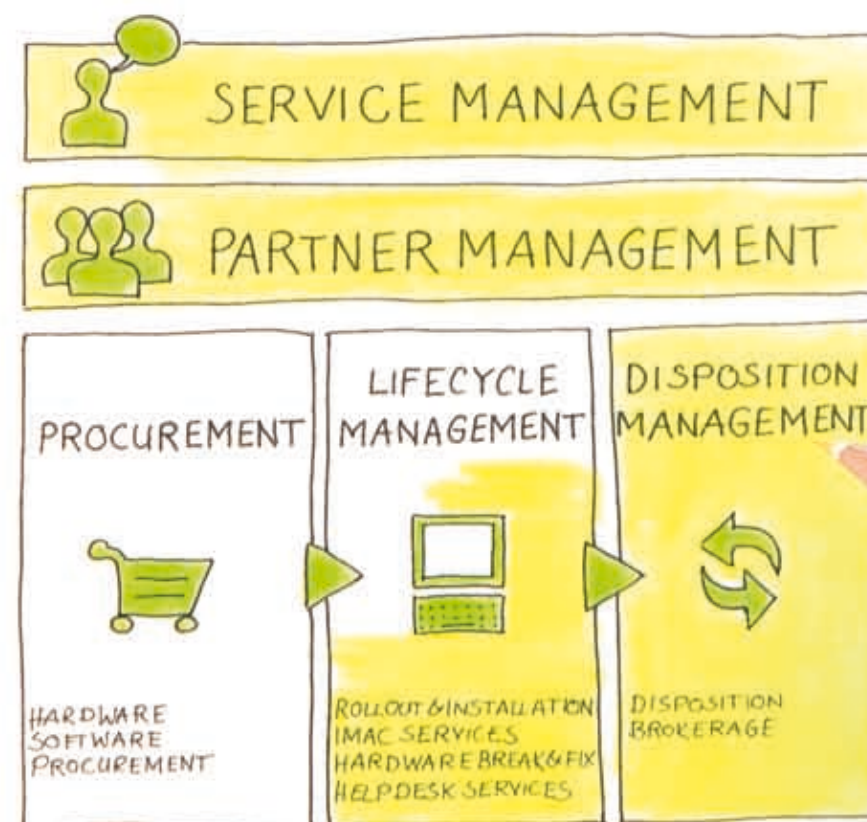 SERVICE MANAGEMENT
PARTNER MANAGEMENT
PROCUREMENT
HARDWARE
SOFTWARE
PROCUREMENT
LIFECYCLE
MANAGEMENT
ROLLOUT & INSTALLATION
IMAC SERVICES
HARDWARE BREAK & FIX
HELPDESK SERVICES
DISPOSITION
MANAGEMENT
DISPOSITION
BROKERAGE